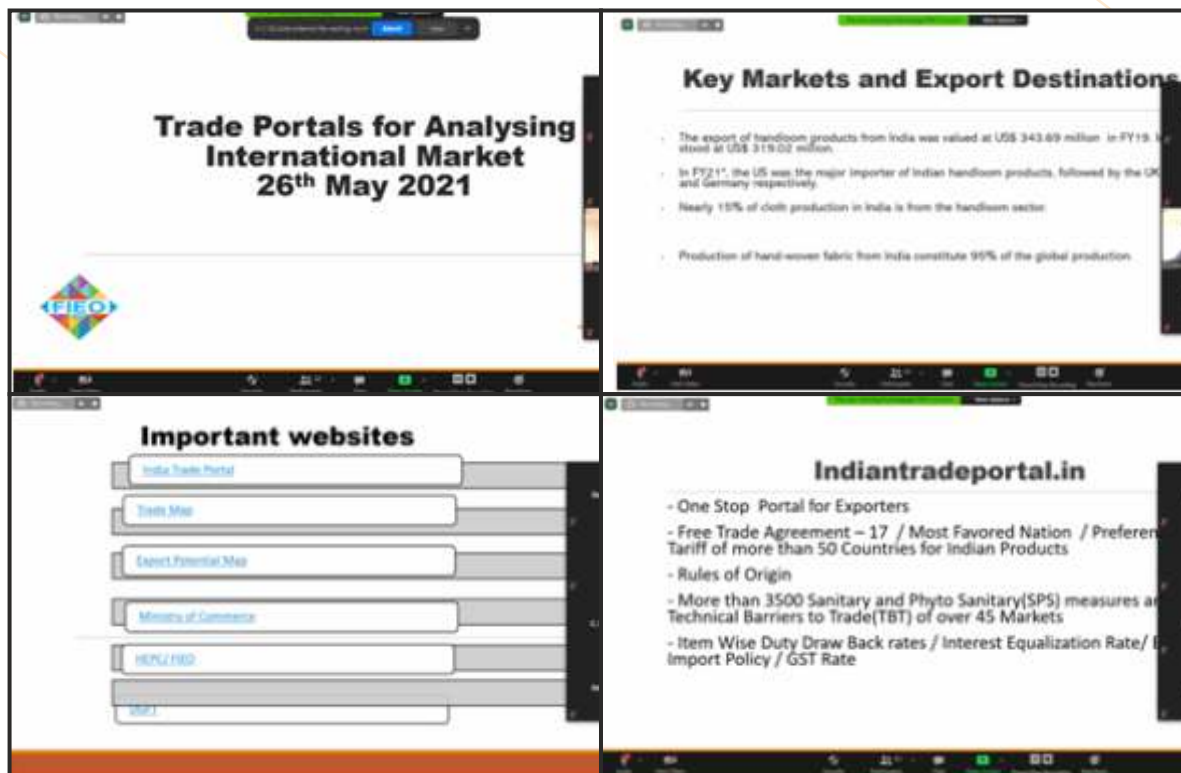 Trade Portals for Analysing
International Market
26th May 2021
FIEO
Key Markets and Export Destinations
The export of handloom products from India was valued at US$ 343.69 million in FY19.
stood at US$ 319.02 million.
In FY21*, the US was the major importer of Indian handloom products, followed by the UK
and Germany respectively.
Nearly 15% of cloth production in India is from the handloom sector.
Production of hand-woven fabric from India constitute 95% of the global production.
Important websites
India Trade Portal
Trade Map
Export Potential Map
Ministry of Commerce
HEPC/ FIEO
Indiantradeportal.in
- One Stop Portal for Exporters
- Free Trade Agreement – 17 / Most Favored Nation / Preferen
Tariff of more than 50 Countries for Indian Products
- Rules of Origin
- More than 3500 Sanitary and Phyto Sanitary(SPS) measures a
Technical Barriers to Trade(TBT) of over 45 Markets
- Item Wise Duty Draw Back rates / Interest Equalization Rate/
Import Policy / GST Rate